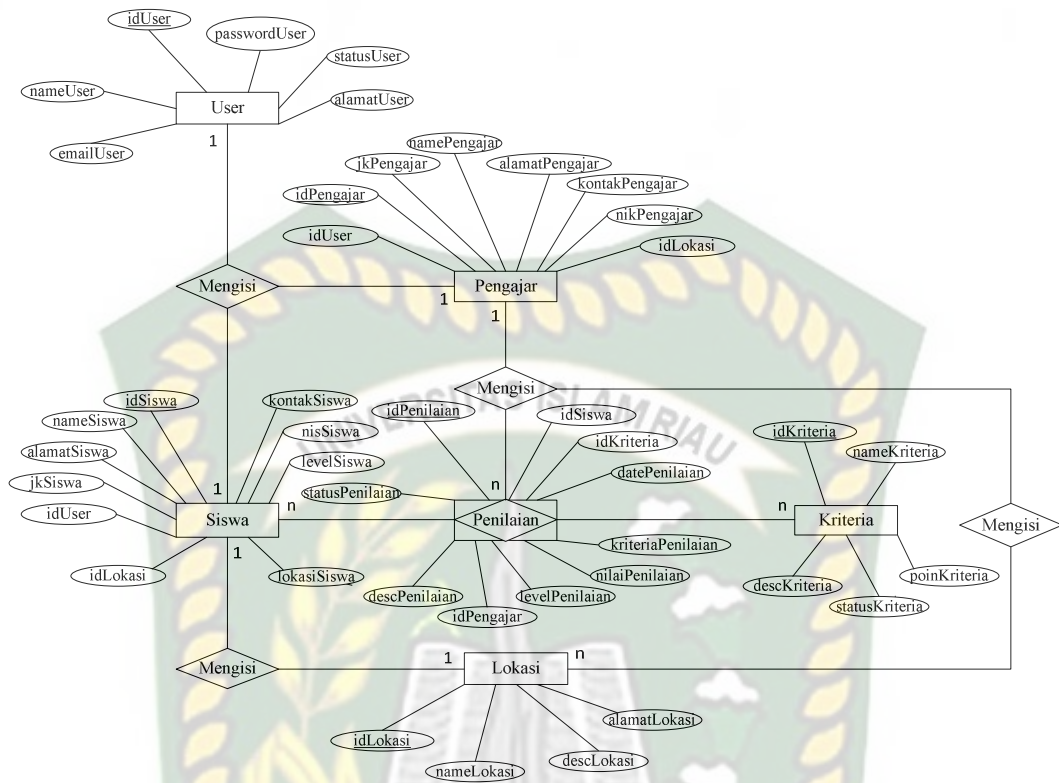 idUser
passwordUser
statusUser
nameUser
alamatUser
User
emailUser
1
namePengajar
jkPengajar
alamatPengajar
kontakPengajar
idPengajar
nikPengajar
idUser
idLokasi
Mengisi
Pengajar
1
1
Mengisi
UNIVERSITAS ISLAM RIAU
idSiswa
kontakSiswa
nameSiswa
nisSiswa
alamatSiswa
levelSiswa
jkSiswa
idUser
1
Siswa
n
1
idLokasi
lokasiSiswa
idPenilaian
idSiswa
idKriteria
datePenilaian
statusPenilaian
n
Penilaian
kriteriaPenilaian
nilaiPenilaian
descPenilaian
levelPenilaian
idPengajar
idKriteria
nameKriteria
n
Kriteria
Mengisi
descKriteria
poinKriteria
statusKriteria
Mengisi
1
Lokasi
n
idLokasi
alamatLokasi
nameLokasi
descLokasi